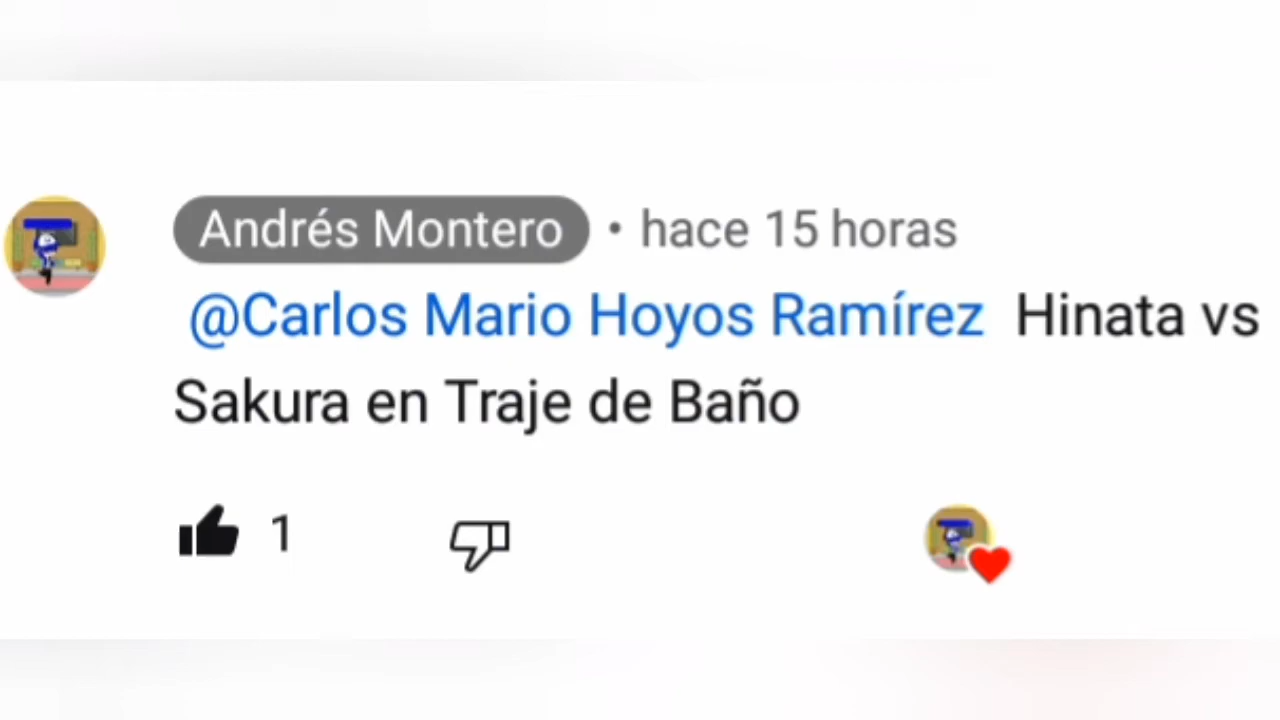 Andrés Montero • hace 15 horas
@Carlos Mario Hoyos Ramírez Hinata vs
Sakura en Traje de Baño
1